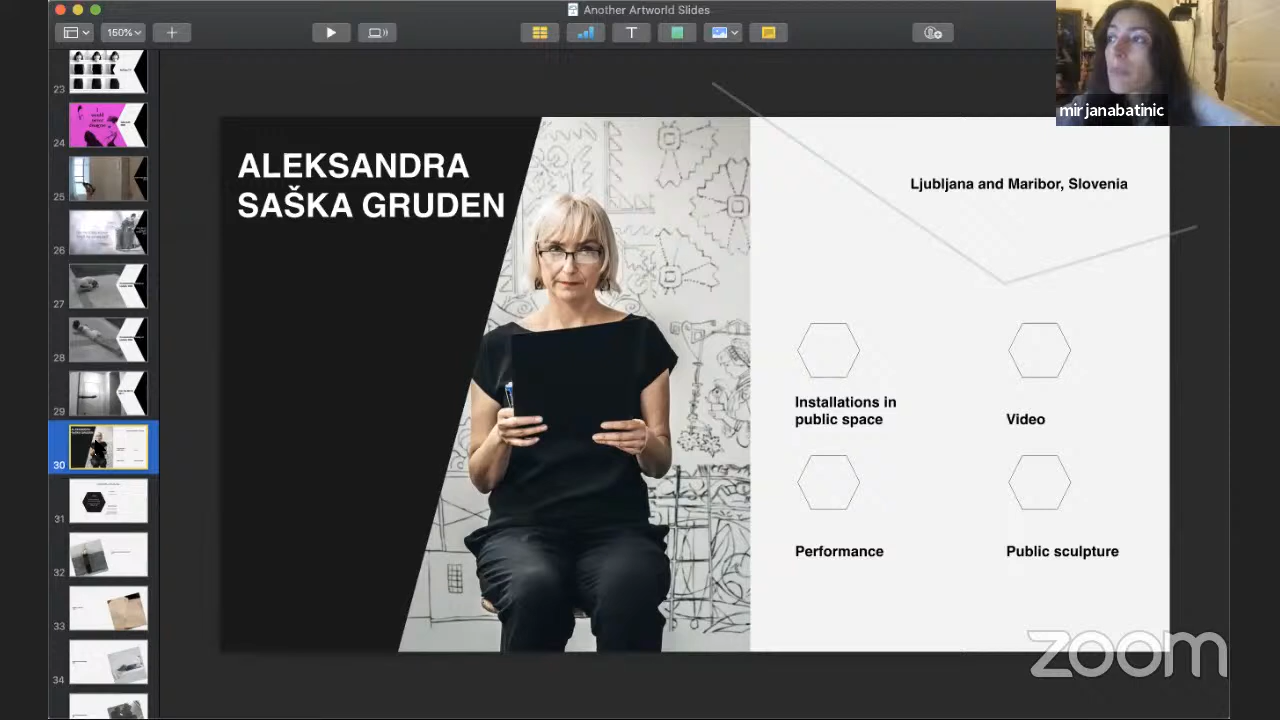 Another Artworld Slides
150%
mirjanabatinic
ALEKSANDRA
SAŠKA GRUDEN
Ljubljana and Maribor, Slovenia
Installations in
public space
Video
Performance
Public sculpture
23
24
25
26
27
28
29
30
31
32
33
34
zoom